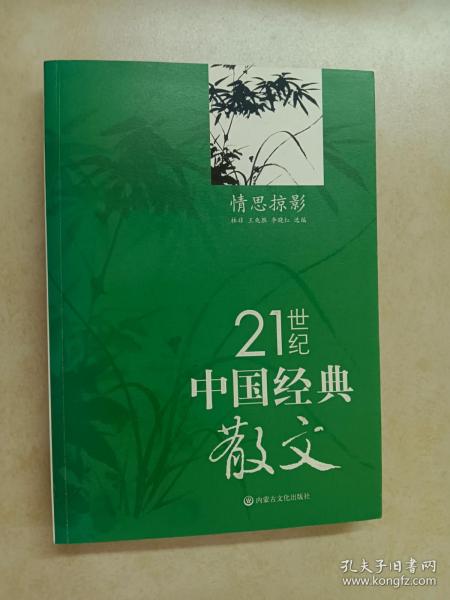 情思掠影
林非 王兆胜 李晓虹 选编
21世纪
中国经典
散文
内蒙古文化出版社
孔夫子旧书网
www.kongfz.com